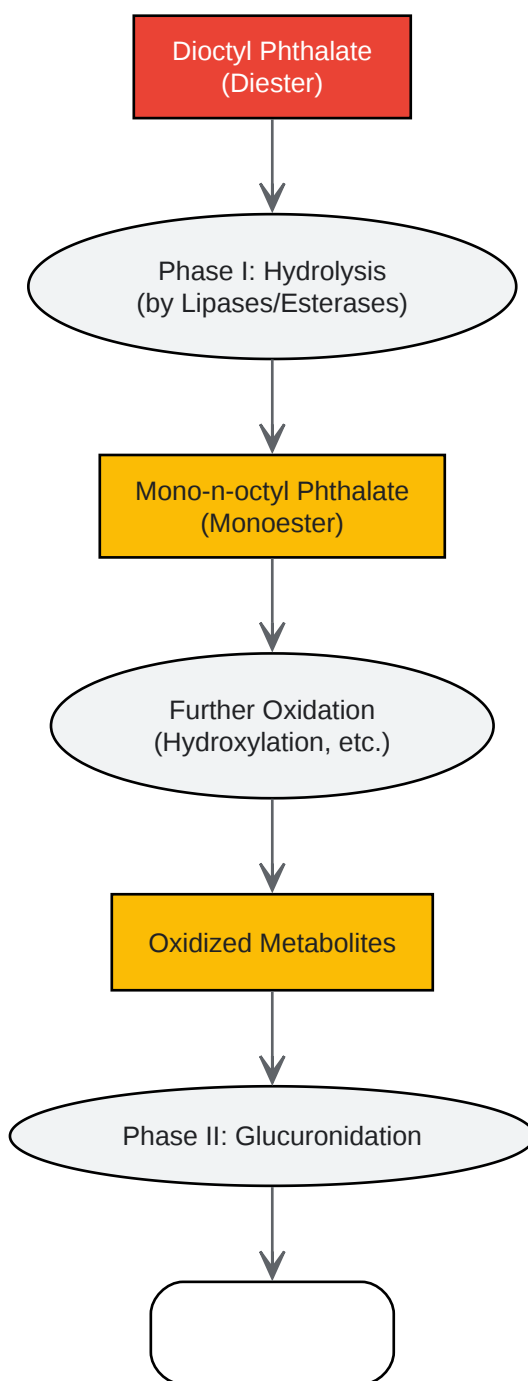 Dioctyl Phthalate
(Diester)
Phase I: Hydrolysis
(by Lipases/Esterases)
Mono-n-octyl Phthalate
(Monoester)
Further Oxidation
(Hydroxylation, etc.)
Oxidized Metabolites
Phase II: Glucuronidation